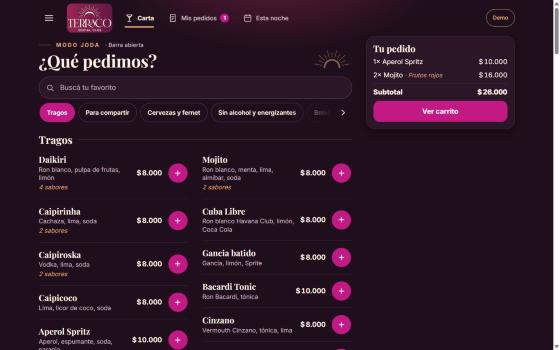 TERRAZO
SOCIAL CLUB
Carta
Mis pedidos 1
Esta noche
Demo
MODO JODA · Barra abierta
¿Qué pedimos?
Buscá tu favorito
Tragos
Para compartir
Cervezas y fernet
Sin alcohol y energizantes
Tragos
Daikiri
Ron blanco, pulpa de frutas,
limón
4 sabores
$8.000
+
Mojito
Ron blanco, menta, lima,
almíbar, soda
2 sabores
$8.000
+
Caipirinha
Cachaza, lima, soda
2 sabores
$8.000
+
Cuba Libre
Ron blanco Havana Club, limón,
Coca Cola
$8.000
+
Caipiroska
Vodka, lima, soda
2 sabores
$8.000
+
Gancia batido
Gancia, limón, Sprite
$8.000
+
Caipicoco
Lima, licor de coco, soda
$8.000
+
Bacardi Tonic
Ron Bacardi, tónica
$10.000
+
Aperol Spritz
Aperol, espumante, soda,
naranja
$10.000
+
Cinzano
Vermouth Cinzano, tónica, lima
$8.000
+
Tu pedido
1× Aperol Spritz $10.000
2× Mojito · Frutos rojos $16.000
Subtotal $26.000
Ver carrito